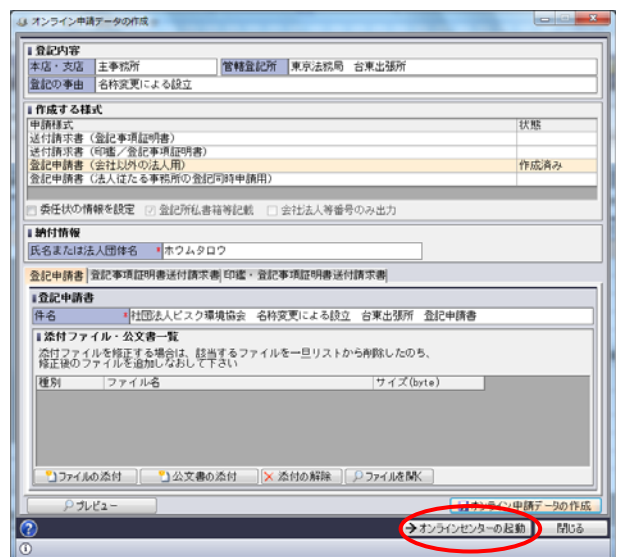 オンライン申請データの作成
登記内容
本店・支店 主事務所 管轄登記所 東京法務局 台東出張所
登記の事由 名称変更による設立
作成する様式
申請様式 状態
送付請求書（登記事項証明書）
送付請求書（印鑑／登記事項証明書）
登記申請書（会社以外の法人用） 作成済み
登記申請書（法人従たる事務所の登記同時申請用）
委任状の情報を設定 登記所私書箱等記載 会社法人等番号のみ出力
納付情報
氏名または法人団体名 * ホウムタロウ
登記申請書 登記事項証明書送付請求書 印鑑・登記事項証明書送付請求書
登記申請書
件名 * 社団法人ビスク環境協会 名称変更による設立 台東出張所 登記申請書
添付ファイル・公文書一覧
添付ファイルを修正する場合は、該当するファイルを一旦リストから削除したのち、
修正後のファイルを追加しなおして下さい
種別 ファイル名 サイズ(byte)
ファイルの添付 公文書の添付 添付の解除 ファイルを開く
プレビュー オンライン申請データの作成
オンラインセンターの起動 閉じる